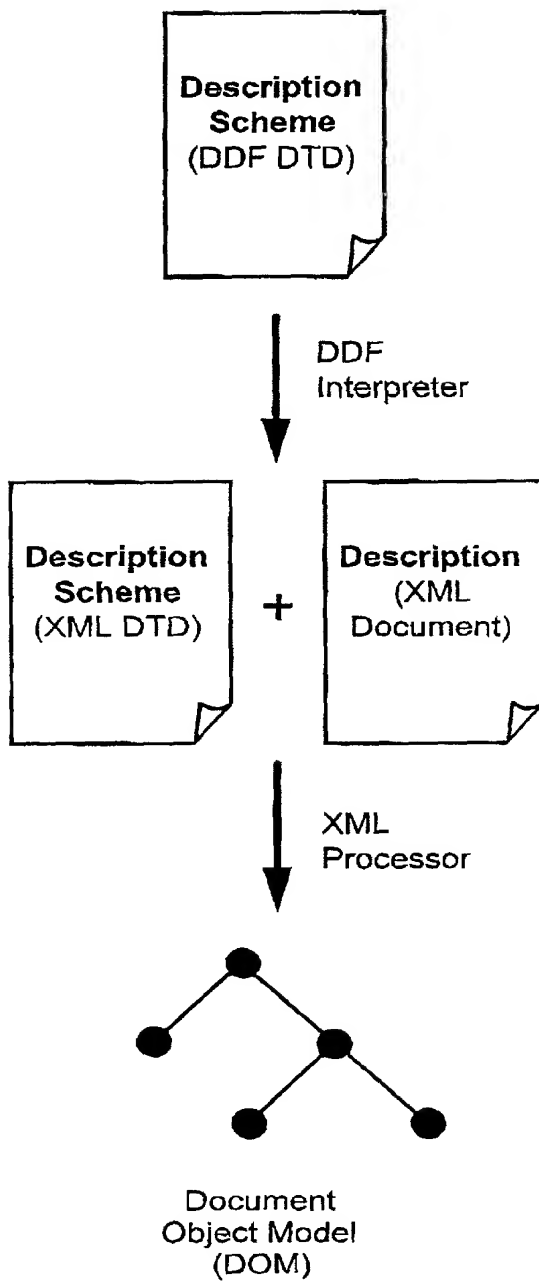 Description
Scheme
(DDF DTD)
DDF
Interpreter
Description
Scheme
(XML DTD)
+
Description
(XML
Document)
XML
Processor
Document
Object Model
(DOM)